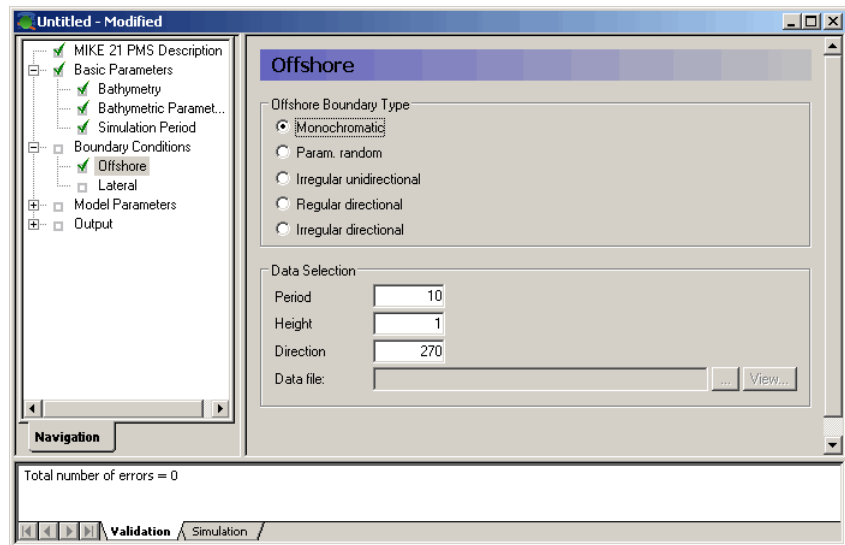 Untitled - Modified
MIKE 21 PMS Description
Basic Parameters
Bathymetry
Bathymetric Paramet...
Simulation Period
Boundary Conditions
Offshore
Lateral
Model Parameters
Output
Navigation
Offshore
Offshore Boundary Type
Monochromatic
Param. random
Irregular unidirectional
Regular directional
Irregular directional
Data Selection
Period 10
Height 1
Direction 270
Data file: ... View...
Total number of errors = 0
Validation Simulation